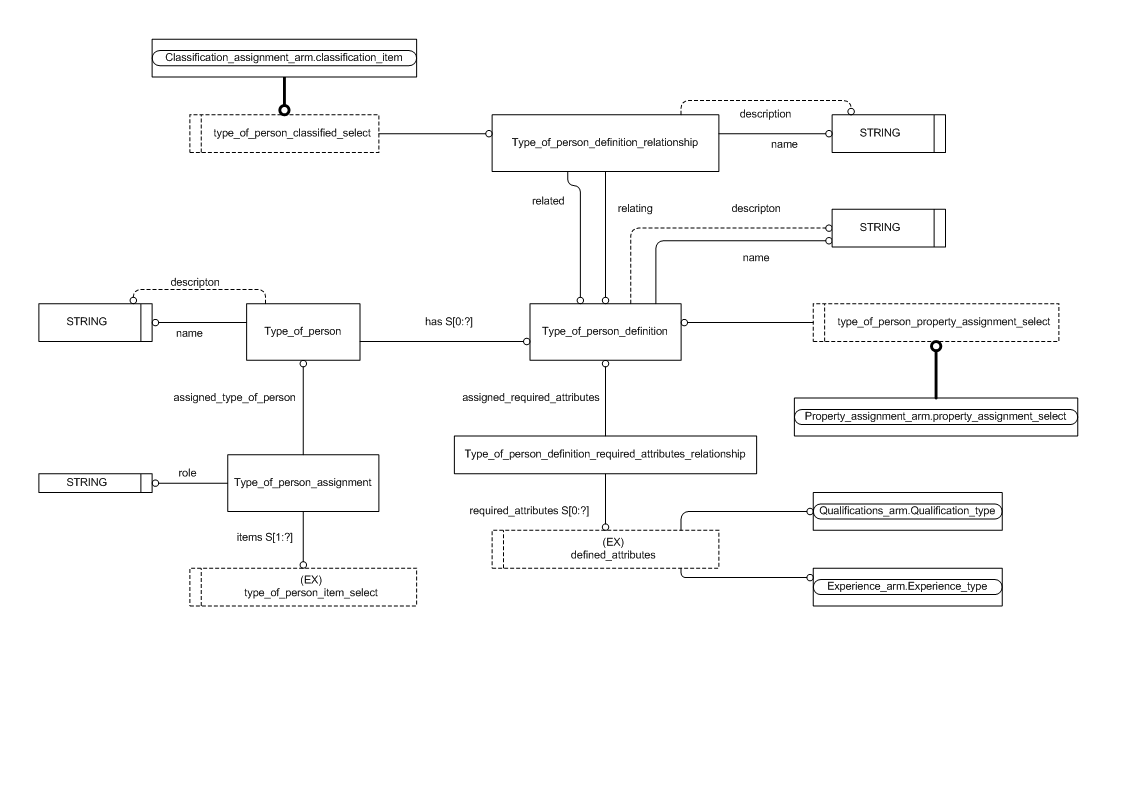 Classification_assignment_arm.classification_item
description
type_of_person_classified_select
Type_of_person_definition_relationship
STRING
name
related
relating
descripton
STRING
name
descripton
STRING
name
Type_of_person
has S[0:?]
Type_of_person_definition
type_of_person_property_assignment_select
assigned_type_of_person
assigned_required_attributes
Property_assignment_arm.property_assignment_select
Type_of_person_definition_required_attributes_relationship
STRING
role
Type_of_person_assignment
required_attributes S[0:?]
Qualifications_arm.Qualification_type
items S[1:?]
(EX)
defined_attributes
(EX)
type_of_person_item_select
Experience_arm.Experience_type